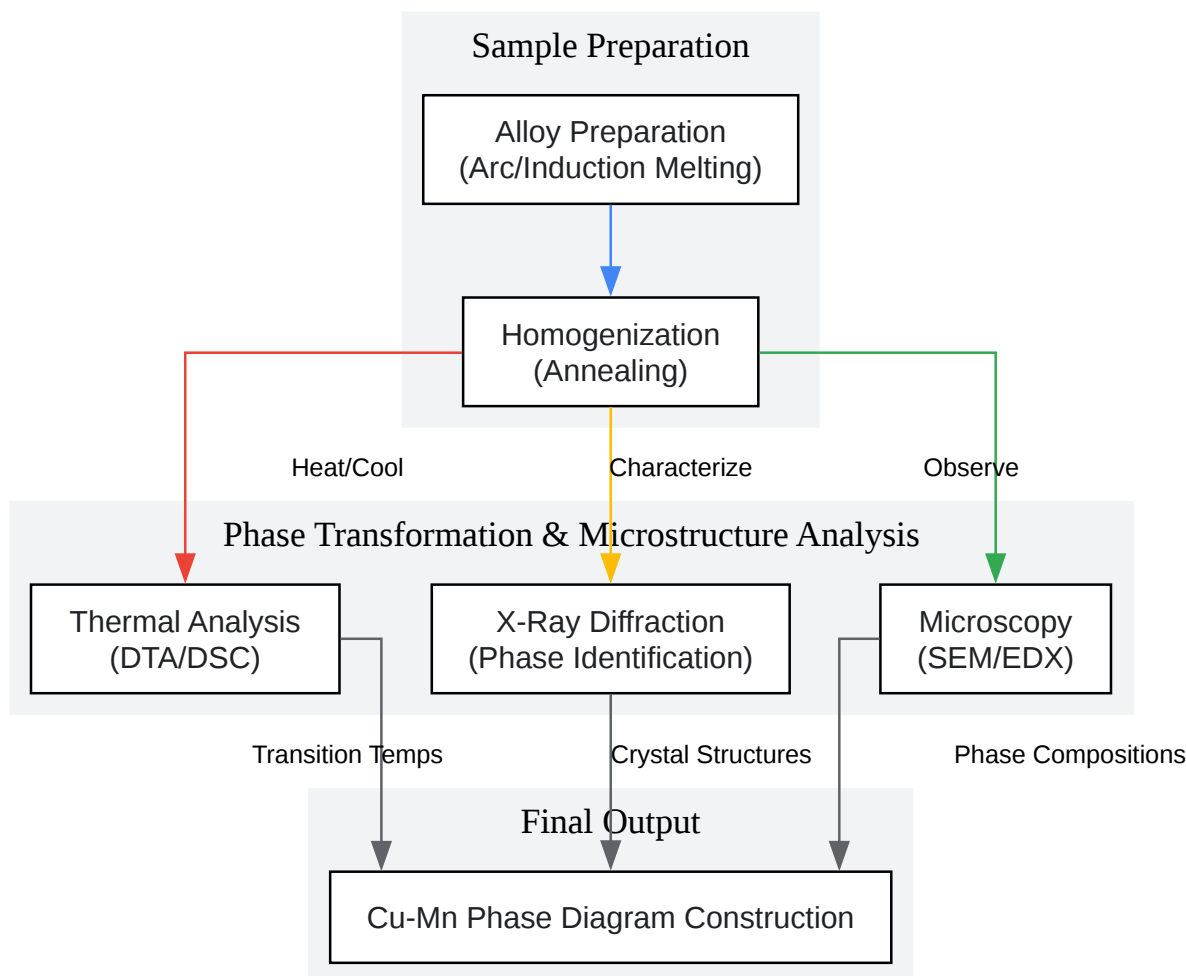 Sample Preparation
Alloy Preparation
(Arc/Induction Melting)
Homogenization
(Annealing)
Heat/Cool
Characterize
Observe
Phase Transformation & Microstructure Analysis
Thermal Analysis
(DTA/DSC)
X-Ray Diffraction
(Phase Identification)
Microscopy
(SEM/EDX)
Transition Temps
Crystal Structures
Phase Compositions
Final Output
Cu-Mn Phase Diagram Construction